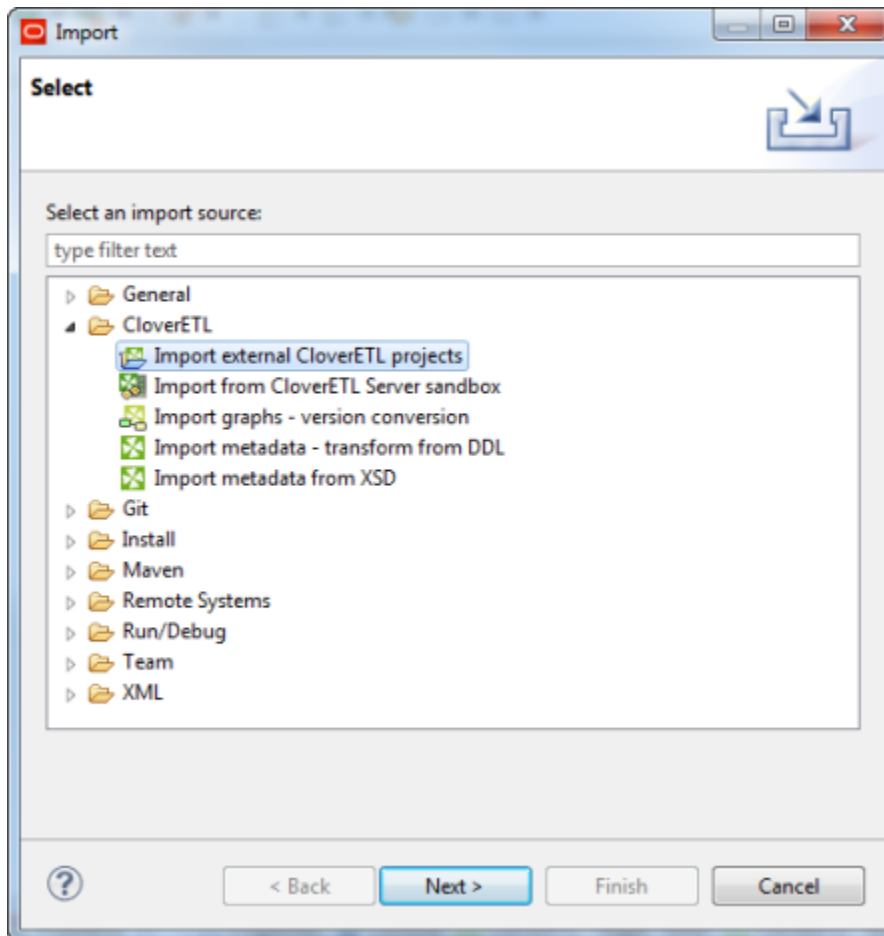 Import
Select
Select an import source:
type filter text
General
CloverETL
Import external CloverETL projects
Import from CloverETL Server sandbox
Import graphs - version conversion
Import metadata - transform from DDL
Import metadata from XSD
Git
Install
Maven
Remote Systems
Run/Debug
Team
XML
? < Back Next > Finish Cancel